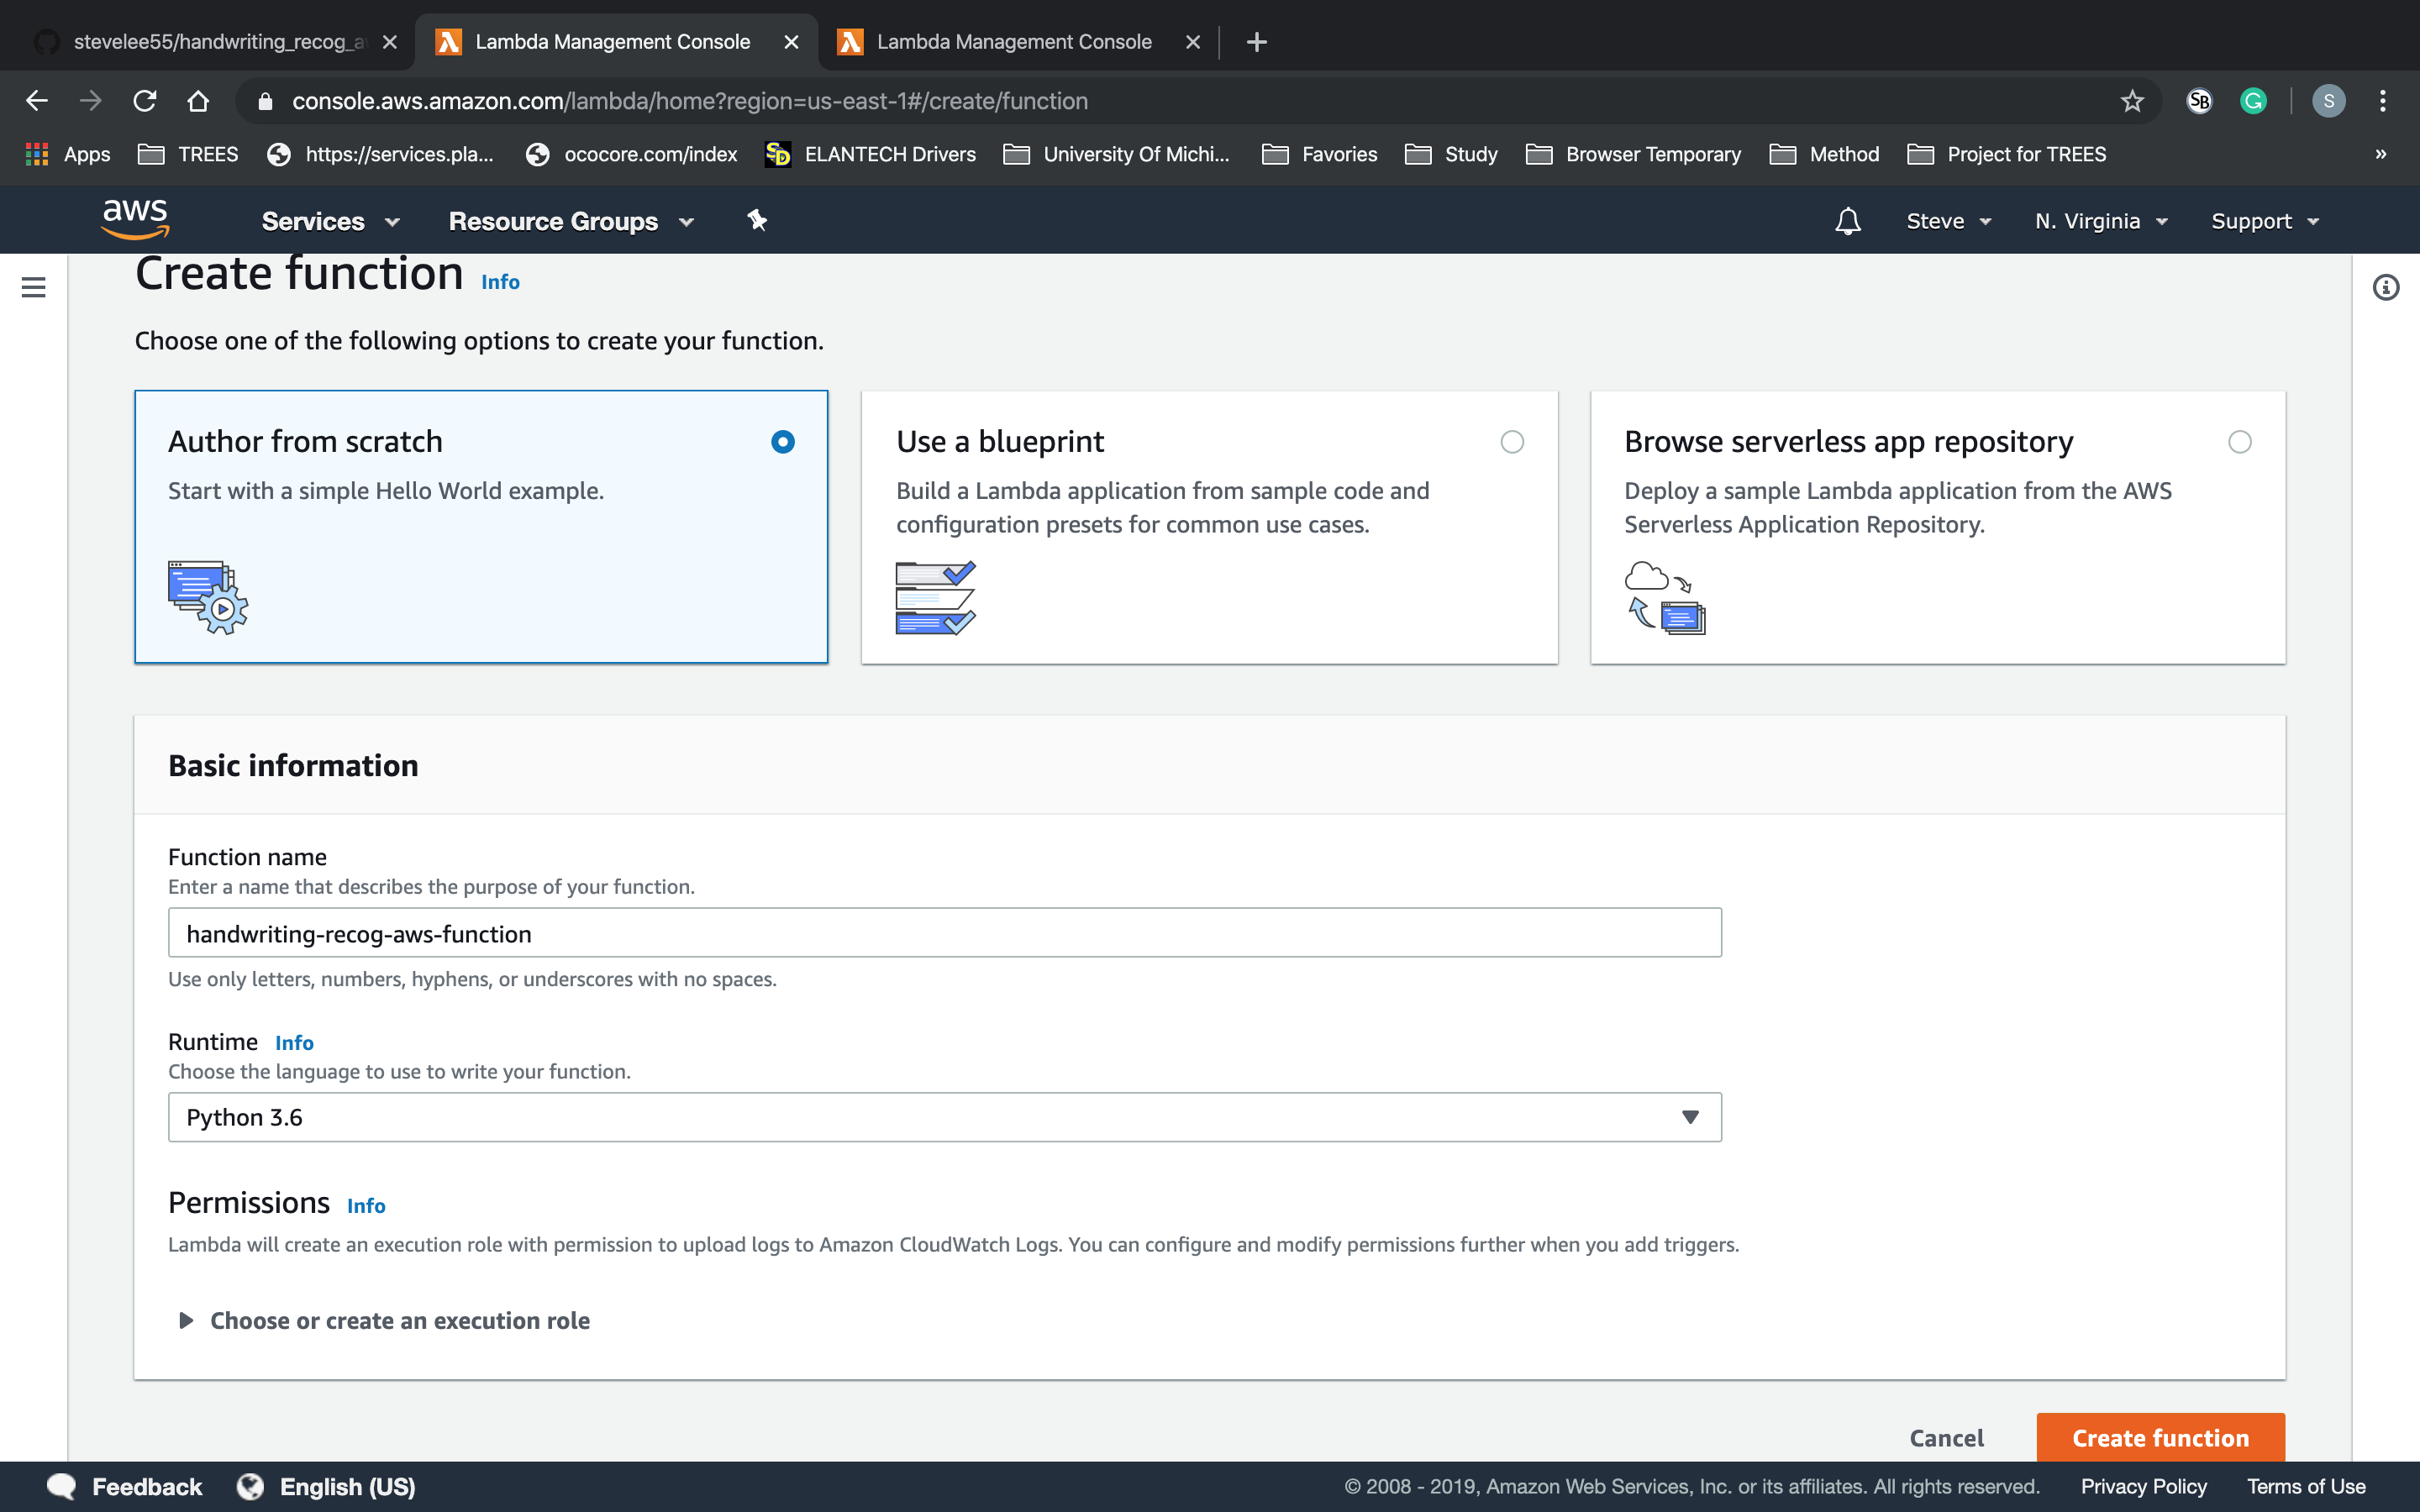 stevelee55/handwriting_recog_a
Lambda Management Console
Lambda Management Console
console.aws.amazon.com/lambda/home?region=us-east-1#/create/function
SB
G
S
Apps
TREES
https://services.pla...
ococore.com/index
SD
ELANTECH Drivers
University Of Michi...
Favories
Study
Browser Temporary
Method
Project for TREES
»
aws
Services
Resource Groups
Steve
N. Virginia
Support
Create function Info
Choose one of the following options to create your function.
Author from scratch
Start with a simple Hello World example.
Use a blueprint
Build a Lambda application from sample code and
configuration presets for common use cases.
Browse serverless app repository
Deploy a sample Lambda application from the AWS
Serverless Application Repository.
Basic information
Function name
Enter a name that describes the purpose of your function.
handwriting-recog-aws-function
Use only letters, numbers, hyphens, or underscores with no spaces.
Runtime Info
Choose the language to use to write your function.
Python 3.6
Permissions Info
Lambda will create an execution role with permission to upload logs to Amazon CloudWatch Logs. You can configure and modify permissions further when you add triggers.
Choose or create an execution role
Cancel
Create function
Feedback
English (US)
© 2008 - 2019, Amazon Web Services, Inc. or its affiliates. All rights reserved.
Privacy Policy
Terms of Use